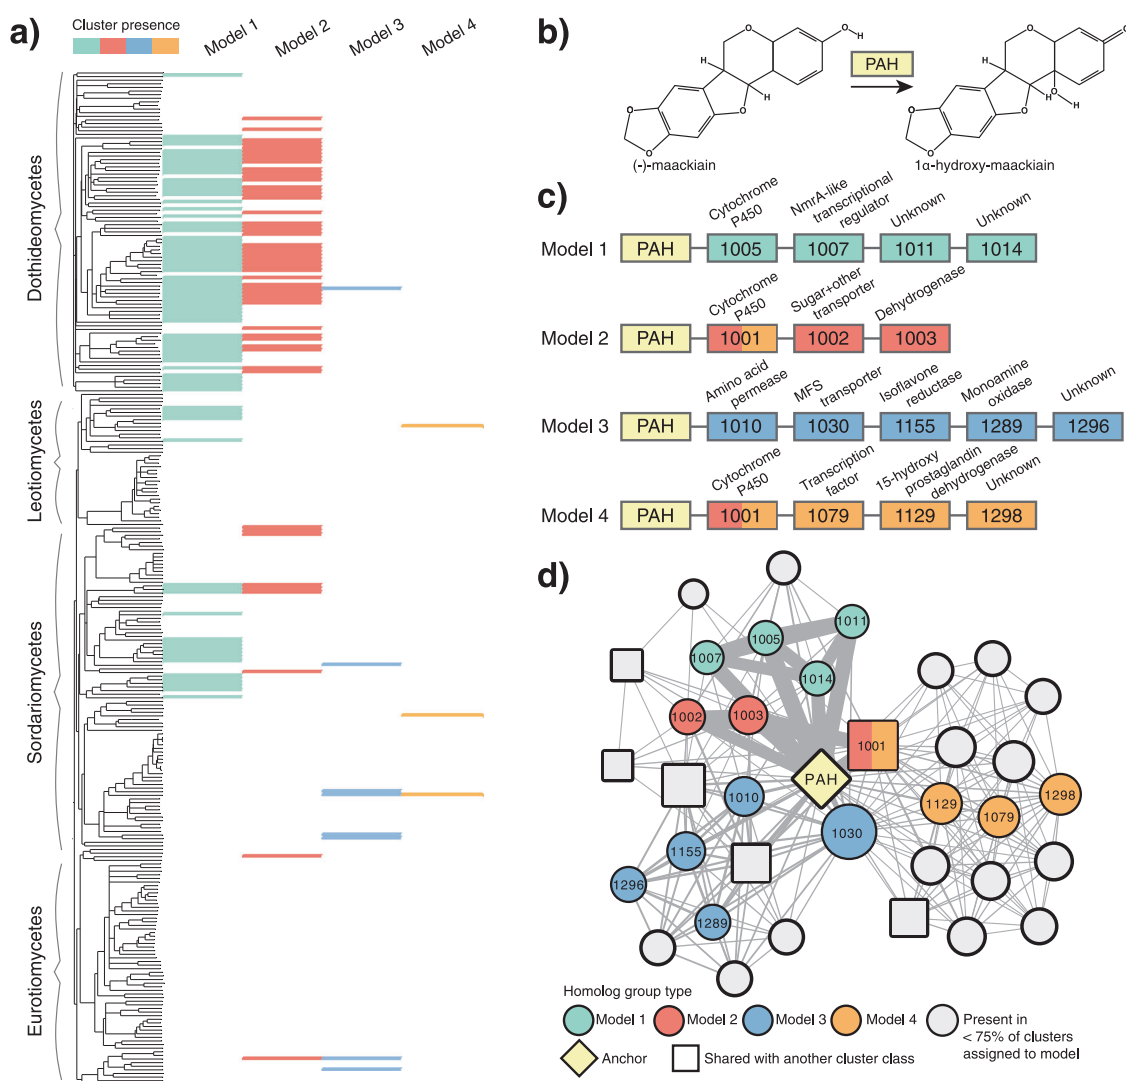 a)
Cluster presence
Model 1
Model 2
Model 3
Model 4
Dothideomycetes
Leotiomycetes
Sordariomycetes
Eurotiomycetes
b)
O
O
H
H
H
O
O
O
(-)-maackiain
PAH
O
O
H
H
O
H
O
O
O
1α-hydroxy-maackiain
c)
Cytochrome
P450
NmrA-like
transcriptional
regulator
Unknown
Unknown
Model 1
PAH
1005
1007
1011
1014
Cytochrome
P450
Sugar+other
transporter
Dehydrogenase
Model 2
PAH
1001
1002
1003
Amino acid
permease
MFS
transporter
Isoflavone
reductase
Monoamine
oxidase
Unknown
Model 3
PAH
1010
1030
1155
1289
1296
Cytochrome
P450
Transcription
factor
15-hydroxy
prostaglandin
dehydrogenase
Unknown
Model 4
PAH
1001
1079
1129
1298
d)
1011
1005
1007
1014
1002
1003
1001
PAH
1010
1030
1129
1079
1298
1155
1296
1289
Homolog group type
Model 1
Model 2
Model 3
Model 4
Present in
< 75% of clusters
assigned to model
Anchor
Shared with another cluster class